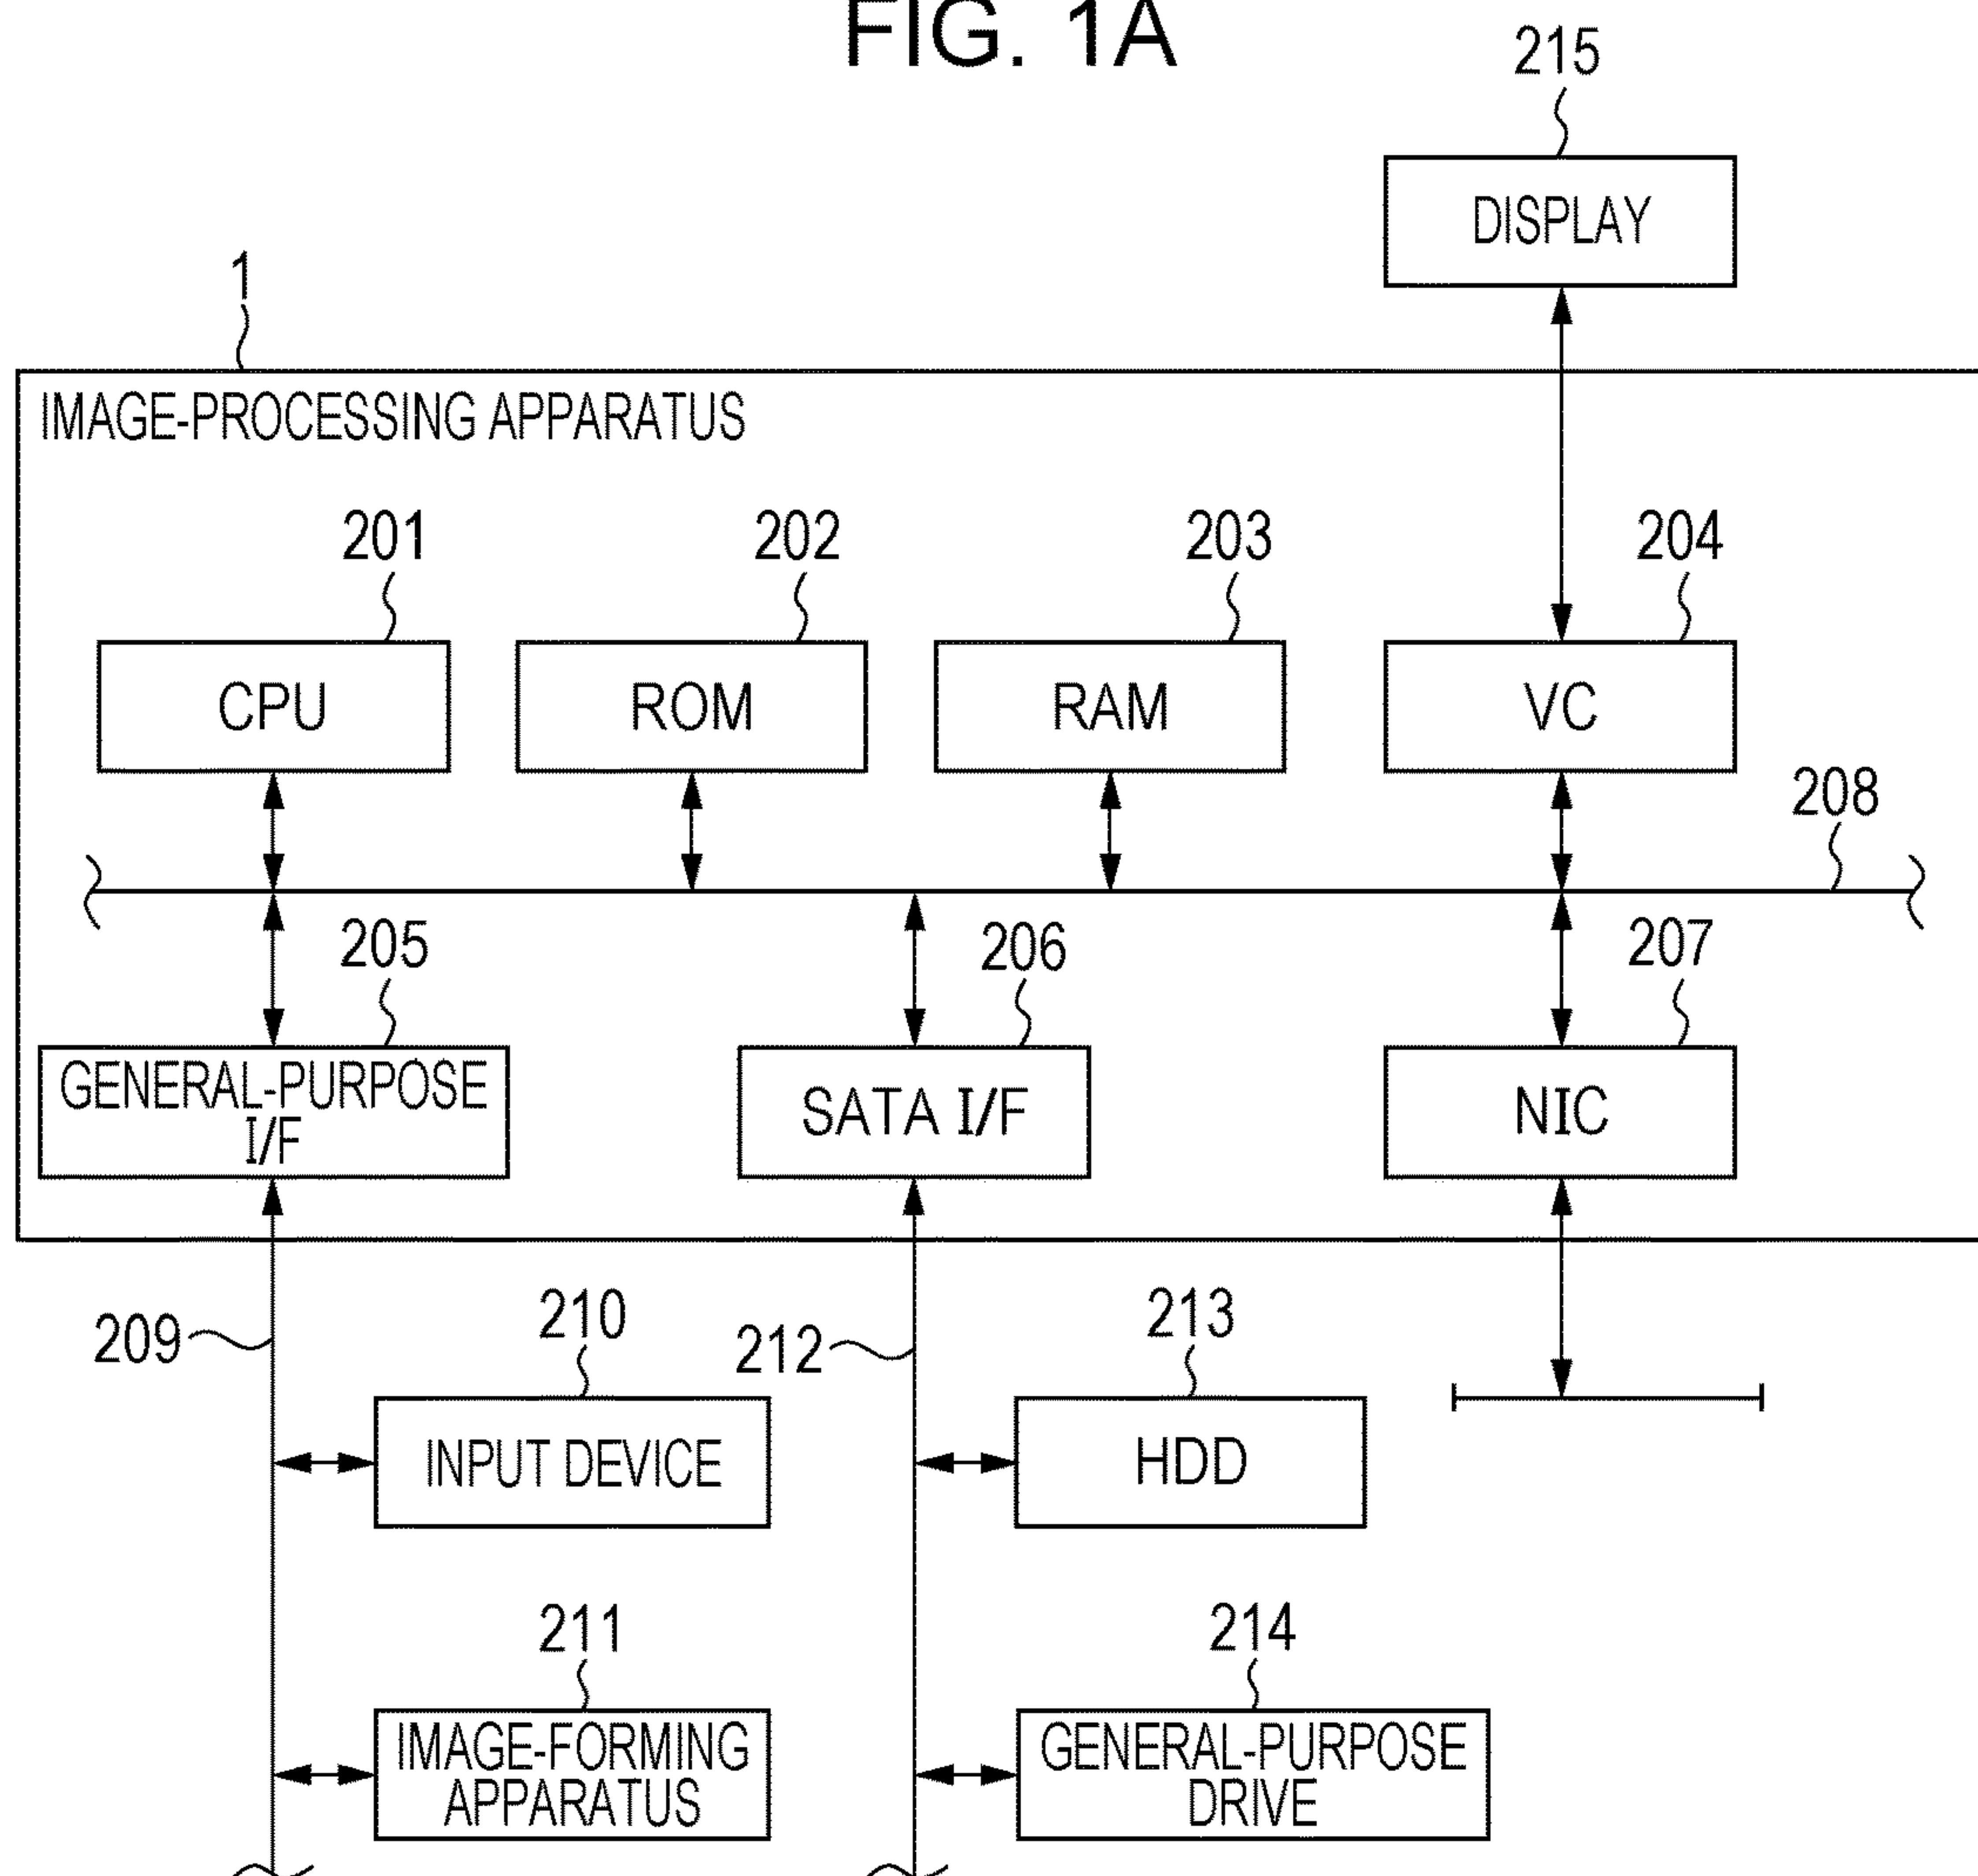 FIG. 1A
215
DISPLAY
1
IMAGE-PROCESSING APPARATUS
201
202
203
204
CPU
ROM
RAM
VC
208
205
206
207
GENERAL-PURPOSE
I/F
SATA I/F
NIC
209
210
212
213
INPUT DEVICE
HDD
211
214
IMAGE-FORMING
APPARATUS
GENERAL-PURPOSE
DRIVE